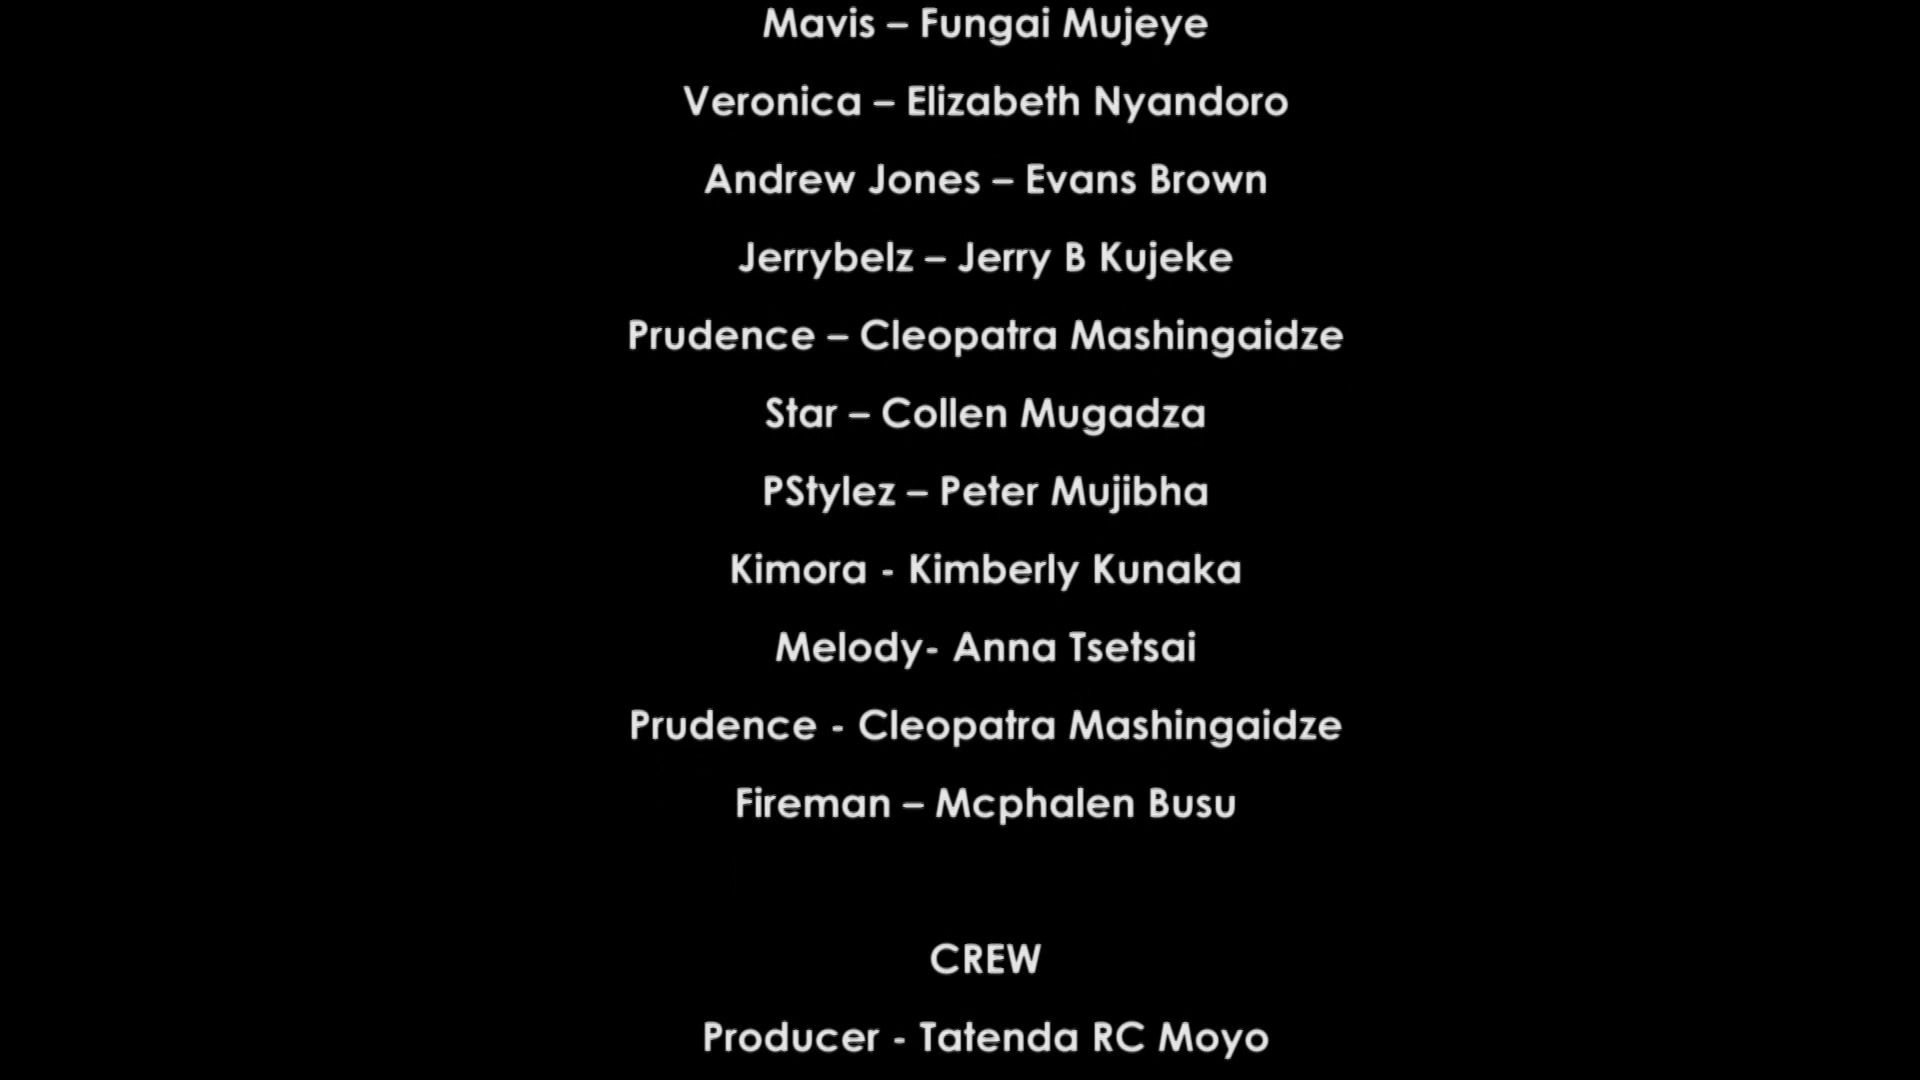 Mavis – Fungai Mujeye
Veronica – Elizabeth Nyandoro
Andrew Jones – Evans Brown
Jerrybelz – Jerry B Kujeke
Prudence – Cleopatra Mashingaidze
Star – Collen Mugadza
PStylez – Peter Mujibha
Kimora - Kimberly Kunaka
Melody- Anna Tsetsai
Prudence - Cleopatra Mashingaidze
Fireman – Mcphalen Busu
CREW
Producer - Tatenda RC Moyo